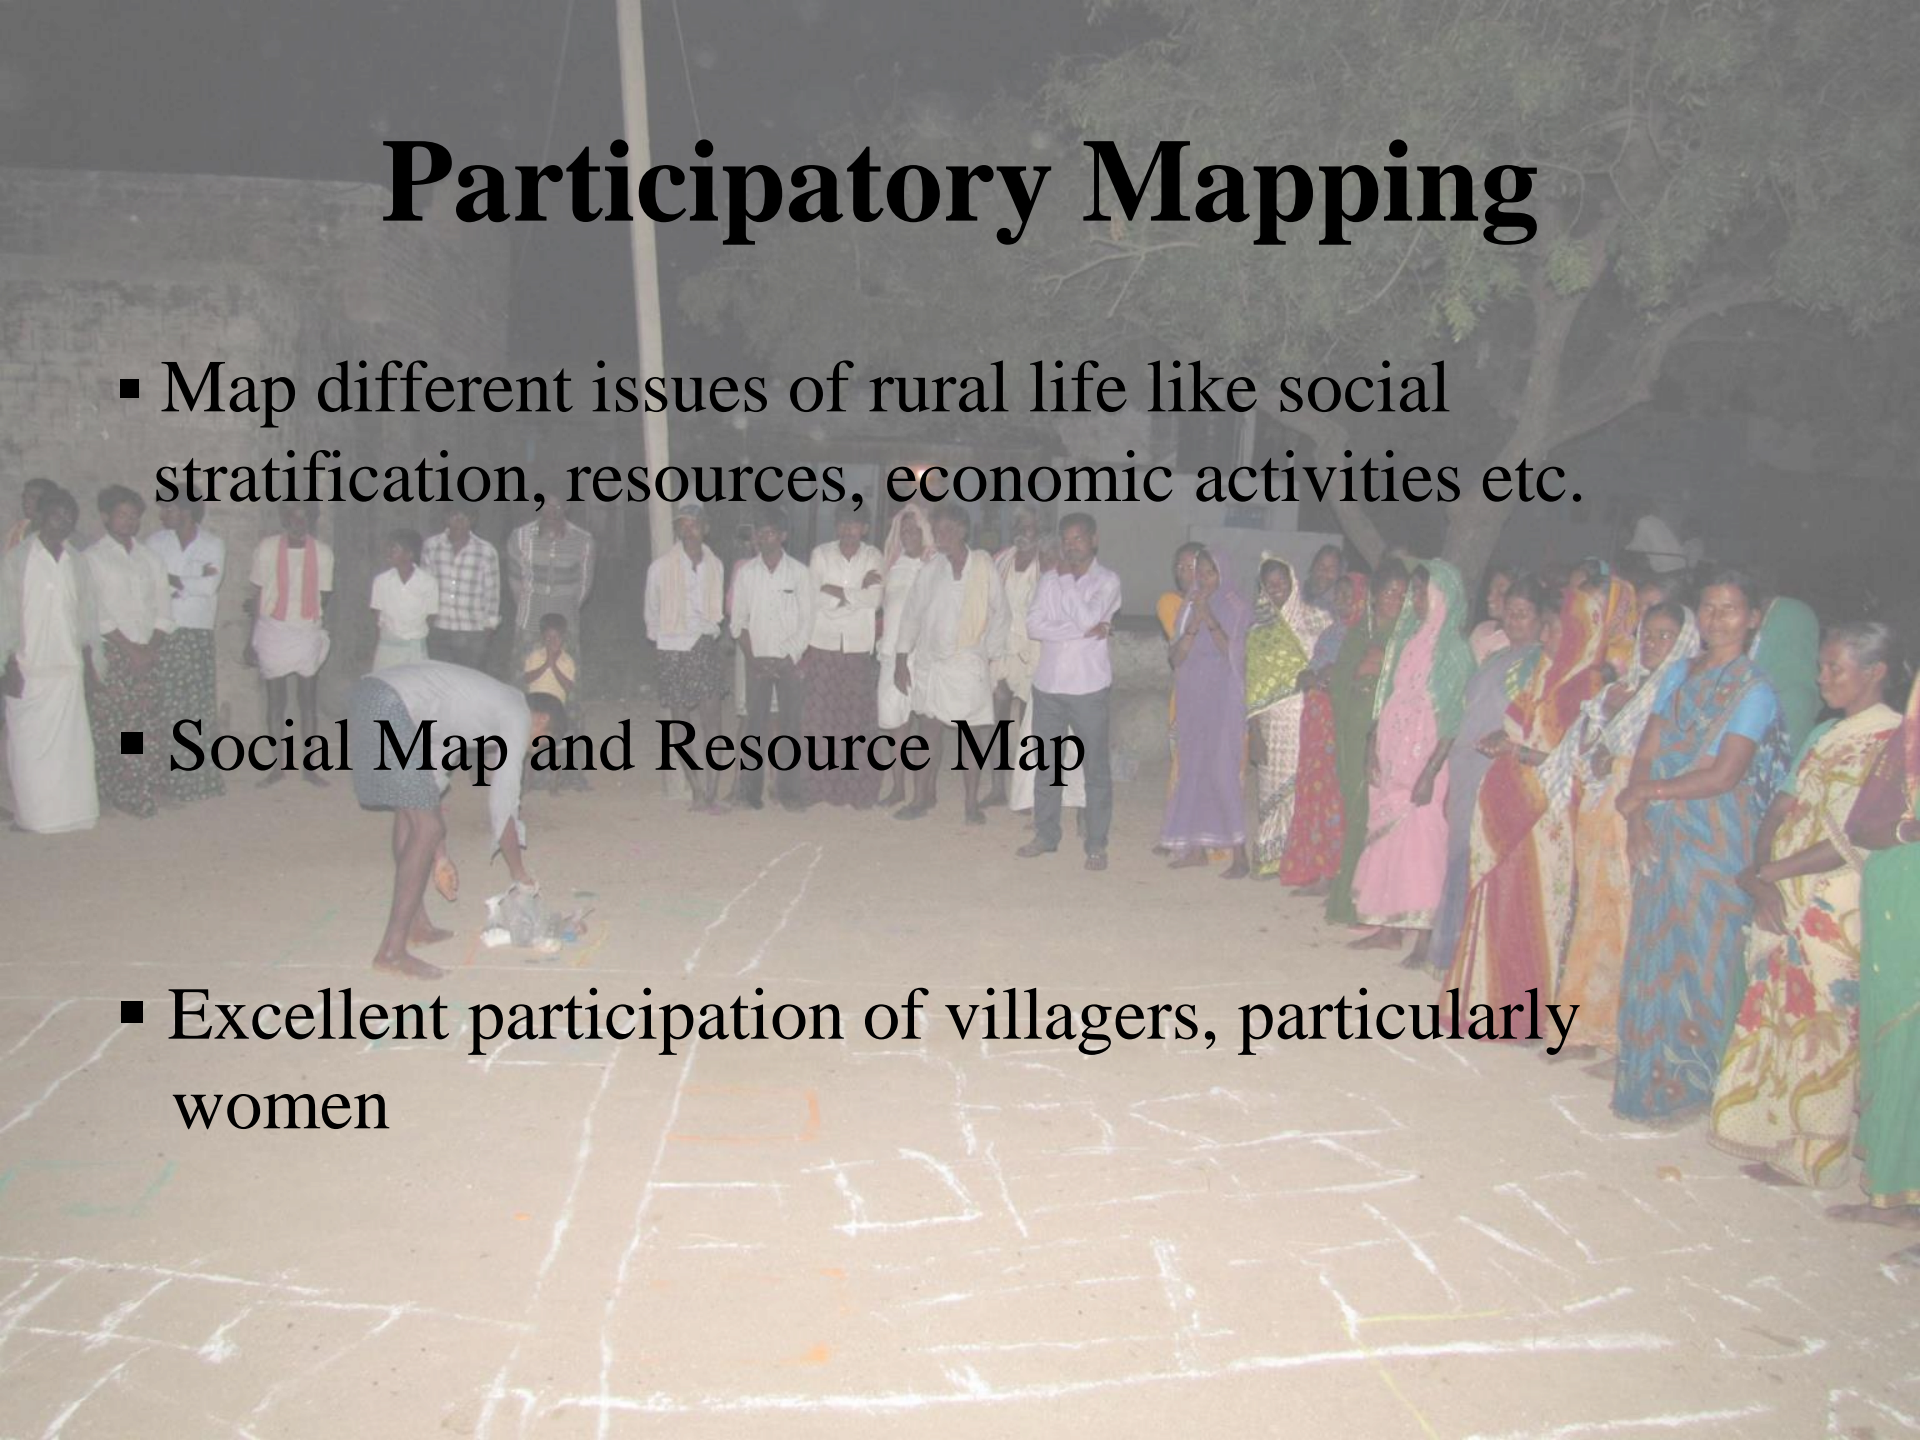 Participatory Mapping
▪ Map different issues of rural life like social
stratification, resources, economic activities etc.
▪ Social Map and Resource Map
▪ Excellent participation of villagers, particularly
women